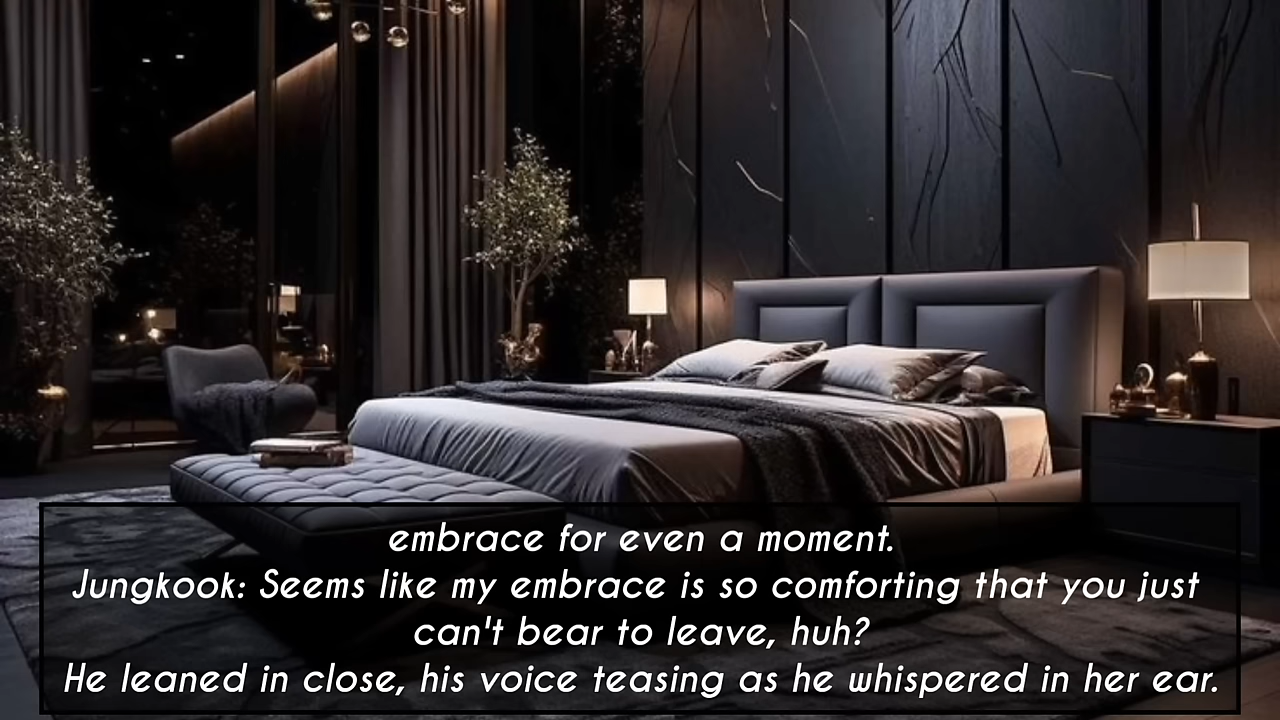 embrace for even a moment.
Jungkook: Seems like my embrace is so comforting that you just
can't bear to leave, huh?
He leaned in close, his voice teasing as he whispered in her ear.